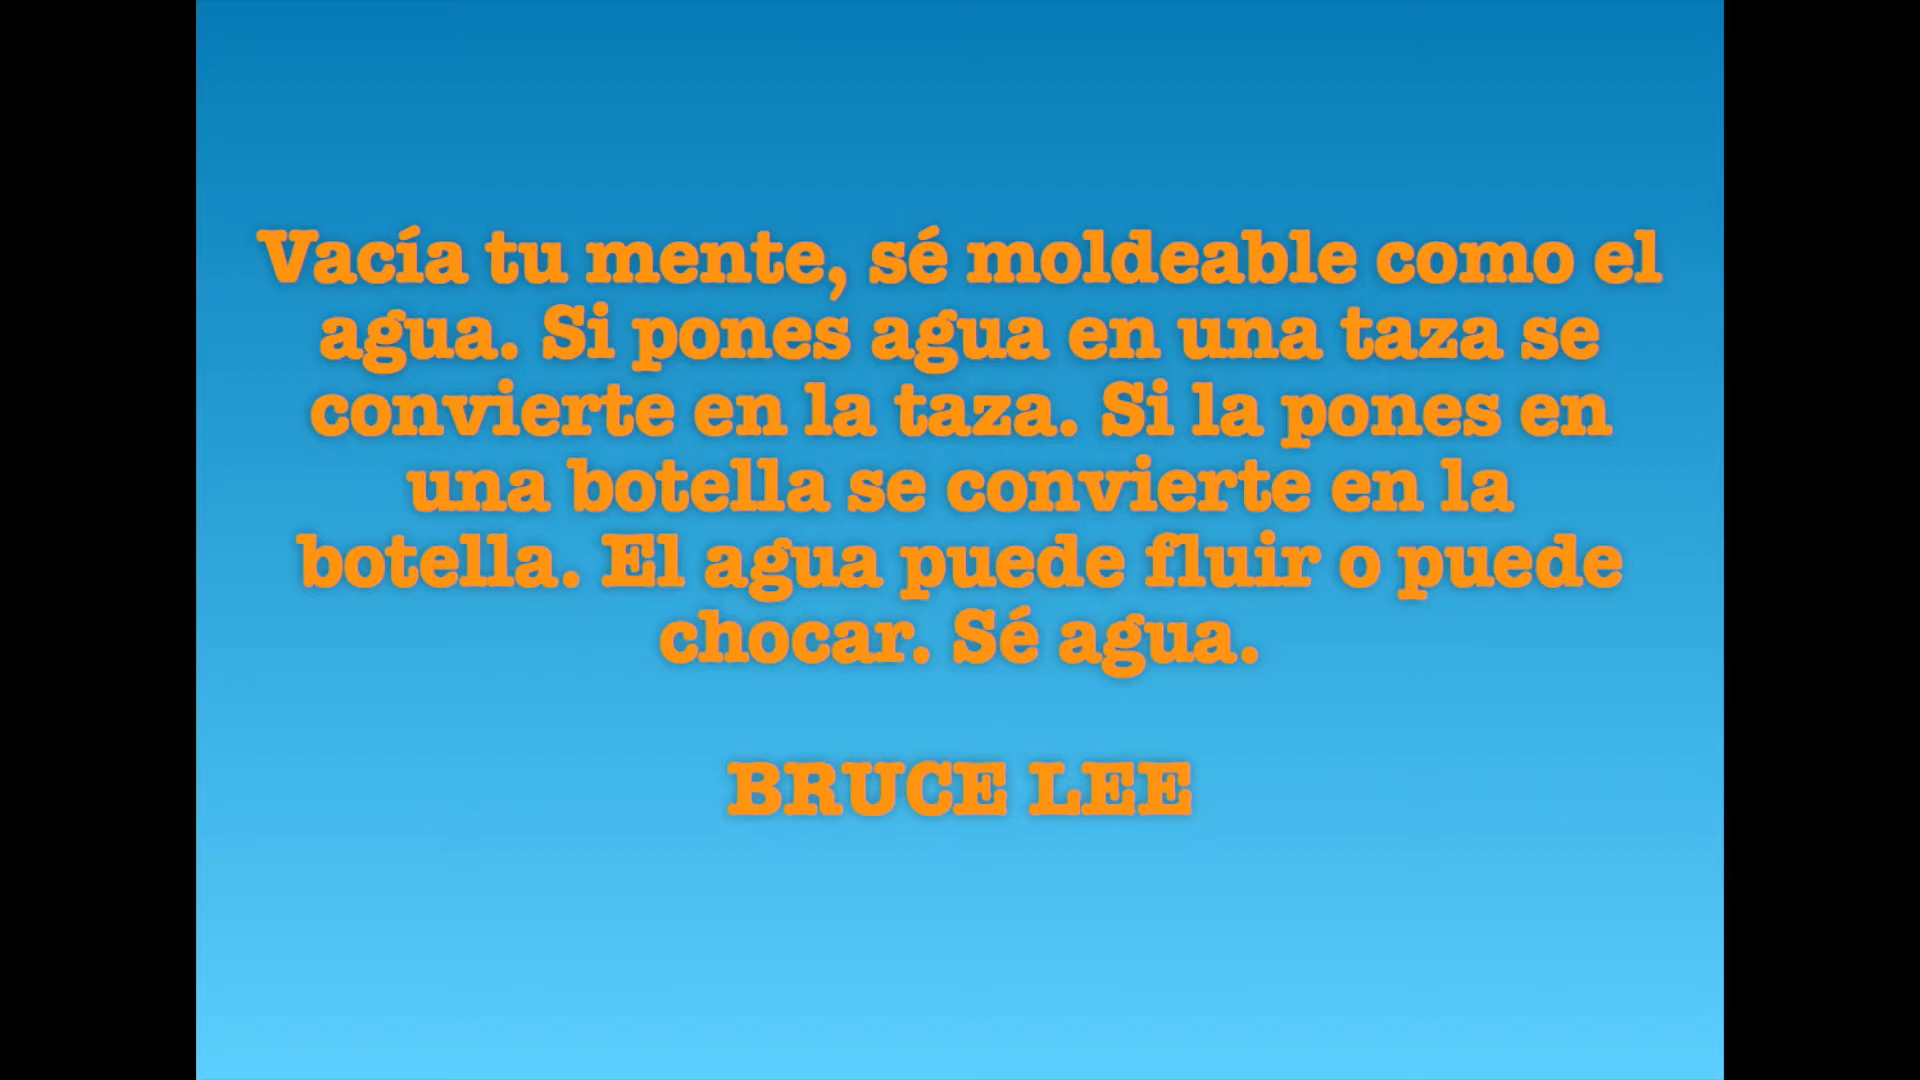 Vacía tu mente, sé moldeable como el
agua. Si pones agua en una taza se
convierte en la taza. Si la pones en
una botella se convierte en la
botella. El agua puede fluir o puede
chocar. Sé agua.
BRUCE LEE